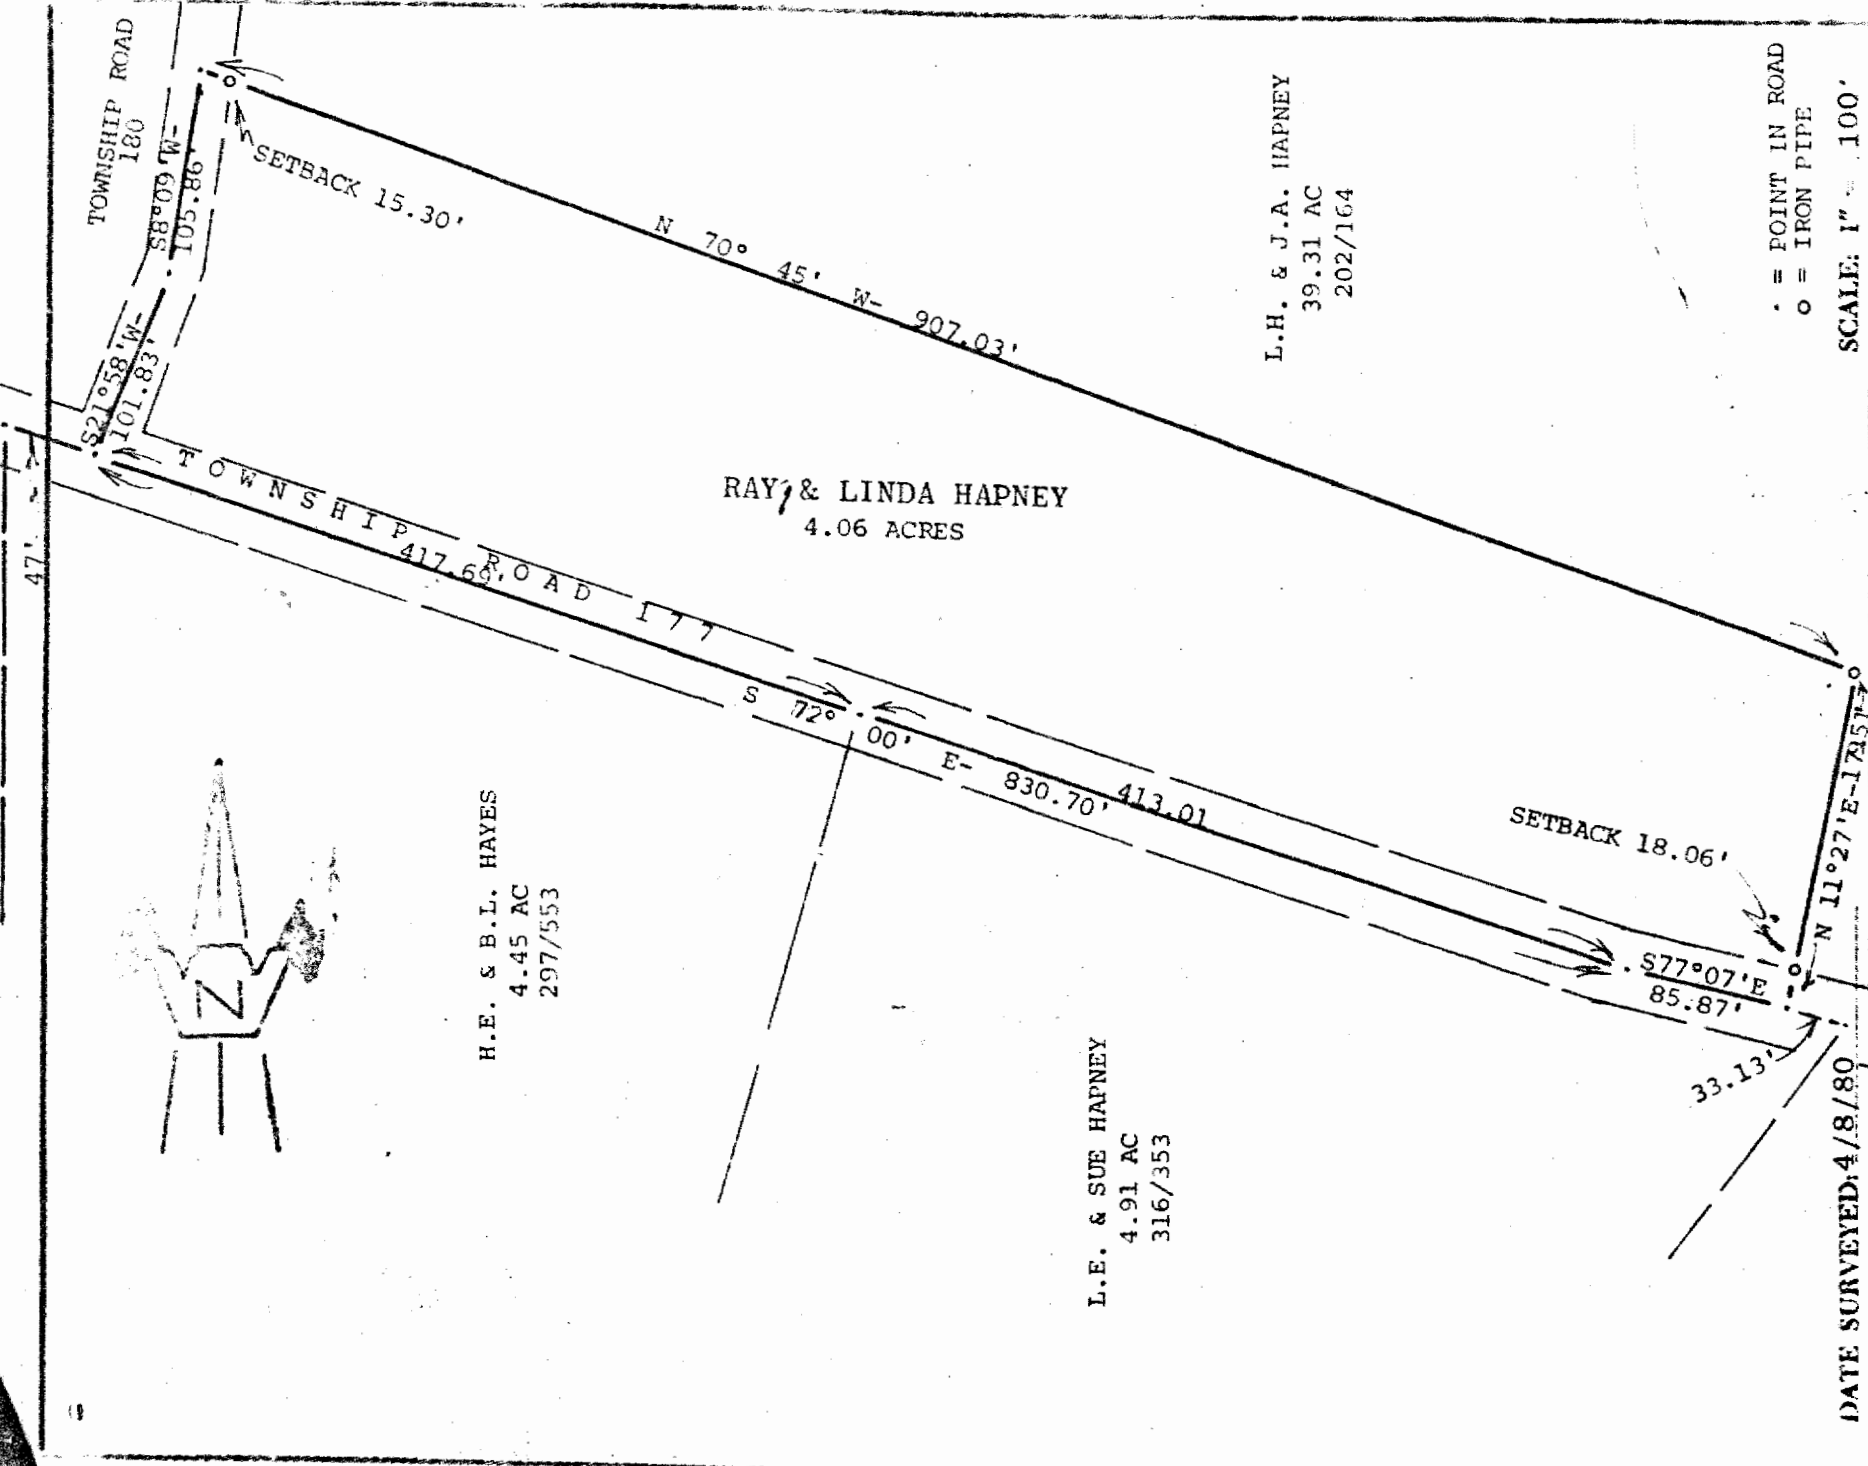 TOWNSHIP ROAD
180
S8°09'W-
105.86'
S21°58'W-
101.83'
SETBACK 15.30'
N 70° 45' W- 907.03'
L.H. & J.A. HAPNEY
39.31 AC
202/164
• = POINT IN ROAD
o = IRON PIPE
SCALE: 1" 100'
47'
TOWNSHIP ROAD 177
417.69'
RAY & LINDA HAPNEY
4.06 ACRES
S 72° 00' E- 830.70'
413.01
SETBACK 18.06'
N 11°27'E-
S77°07'E
85.87'
33.13'
N
H.E. & B.L. HAYES
4.45 AC
297/553
L.E. & SUE HAPNEY
4.91 AC
316/353
DATE SURVEYED: 4/8/80